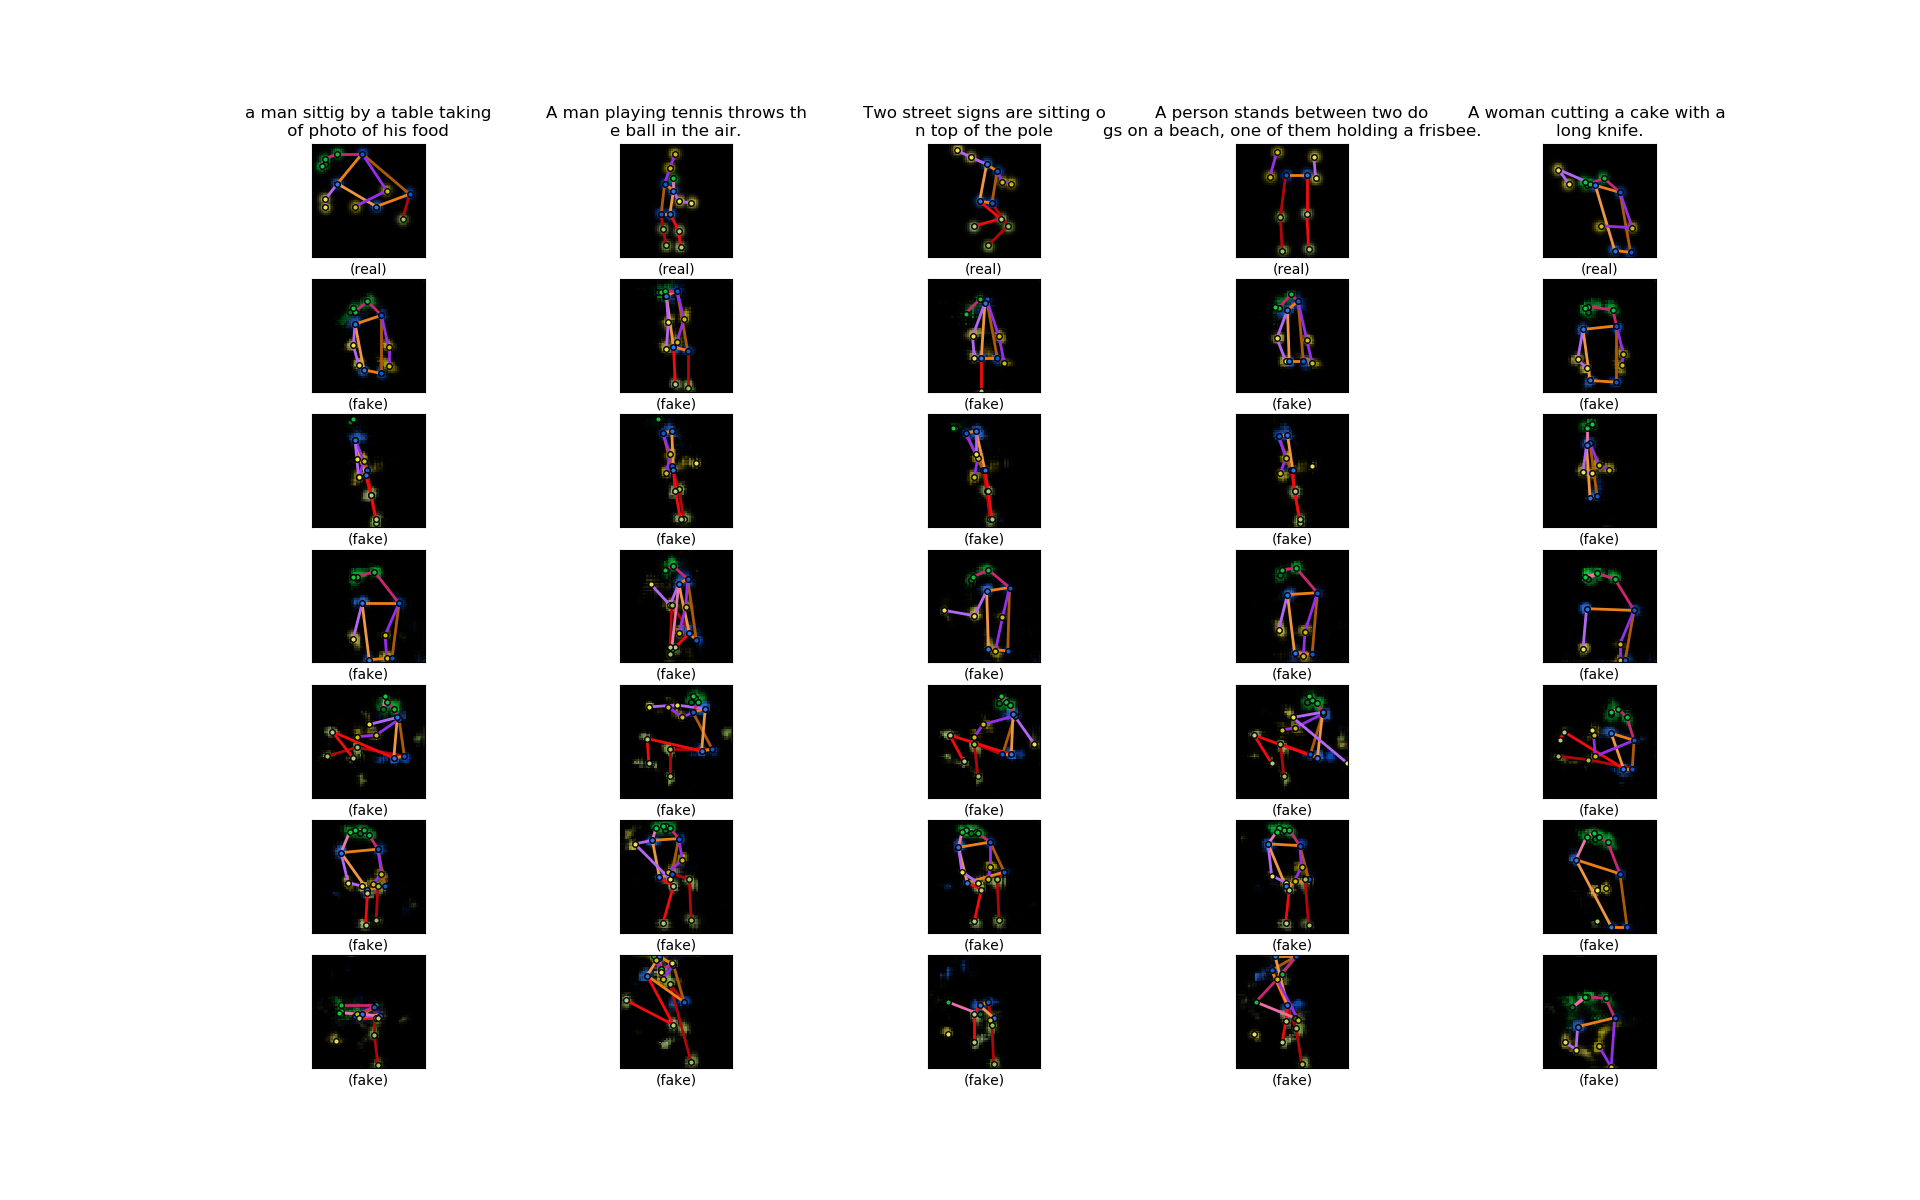 a man sittig by a table taking
of photo of his food
A man playing tennis throws th
e ball in the air.
Two street signs are sitting o
n top of the pole
A person stands between two do
gs on a beach, one of them holding a frisbee.
A woman cutting a cake with a
long knife.
(real) (real) (real) (real) (real)
(fake) (fake) (fake) (fake) (fake)
(fake) (fake) (fake) (fake) (fake)
(fake) (fake) (fake) (fake) (fake)
(fake) (fake) (fake) (fake) (fake)
(fake) (fake) (fake) (fake) (fake)
(fake) (fake) (fake) (fake) (fake)